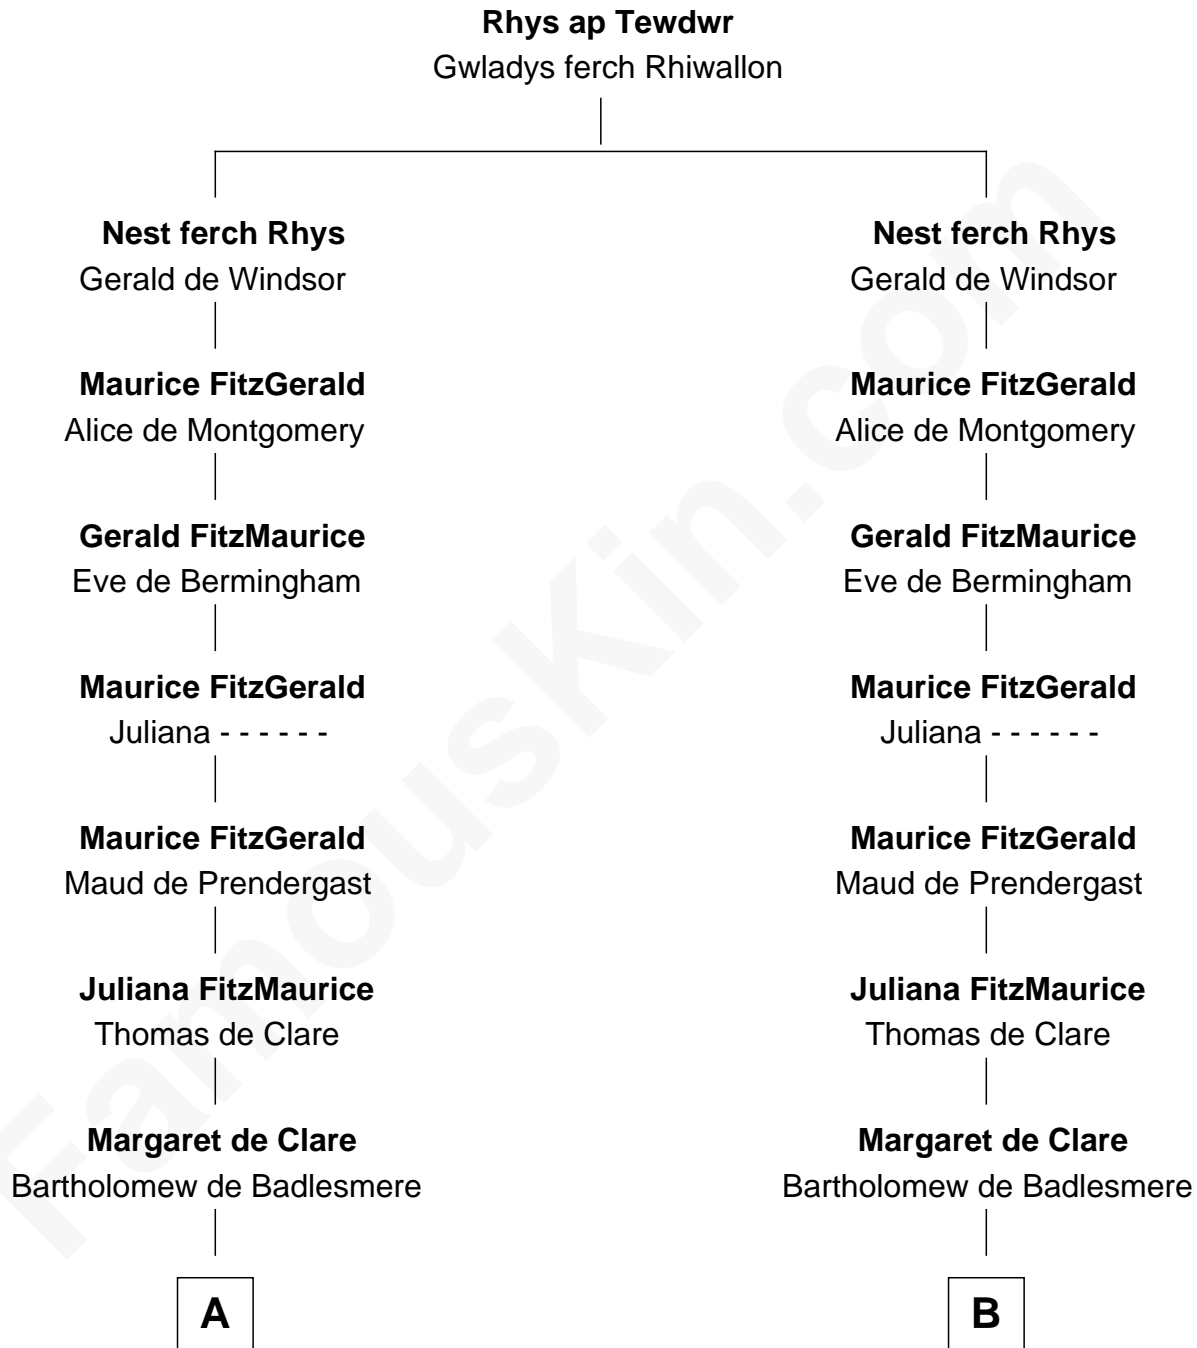 Rhys ap Tewdwr
Gwladys ferch Rhiwallon
Nest ferch Rhys
Gerald de Windsor
Maurice FitzGerald
Alice de Montgomery
Gerald FitzMaurice
Eve de Bermingham
Maurice FitzGerald
Juliana - - - - - -
Maurice FitzGerald
Maud de Prendergast
Juliana FitzMaurice
Thomas de Clare
Margaret de Clare
Bartholomew de Badlesmere
A
Nest ferch Rhys
Gerald de Windsor
Maurice FitzGerald
Alice de Montgomery
Gerald FitzMaurice
Eve de Bermingham
Maurice FitzGerald
Juliana - - - - - -
Maurice FitzGerald
Maud de Prendergast
Juliana FitzMaurice
Thomas de Clare
Margaret de Clare
Bartholomew de Badlesmere
B
FamousKin.com